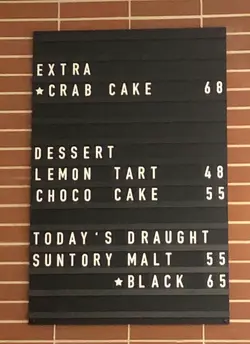 EXTRA
★CRAB CAKE 68
DESSERT
LEMON TART 48
CHOCO CAKE 55
TODAY'S DRAUGHT
SUNTORY MALT 55
★BLACK 65